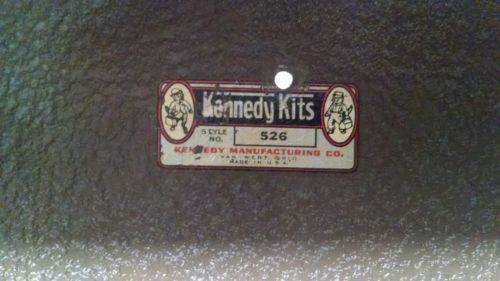 Kennedy Kits
STYLE NO. 526
KENNEDY MANUFACTURING CO.
VAN WERT, OHIO
MADE IN U.S.A.